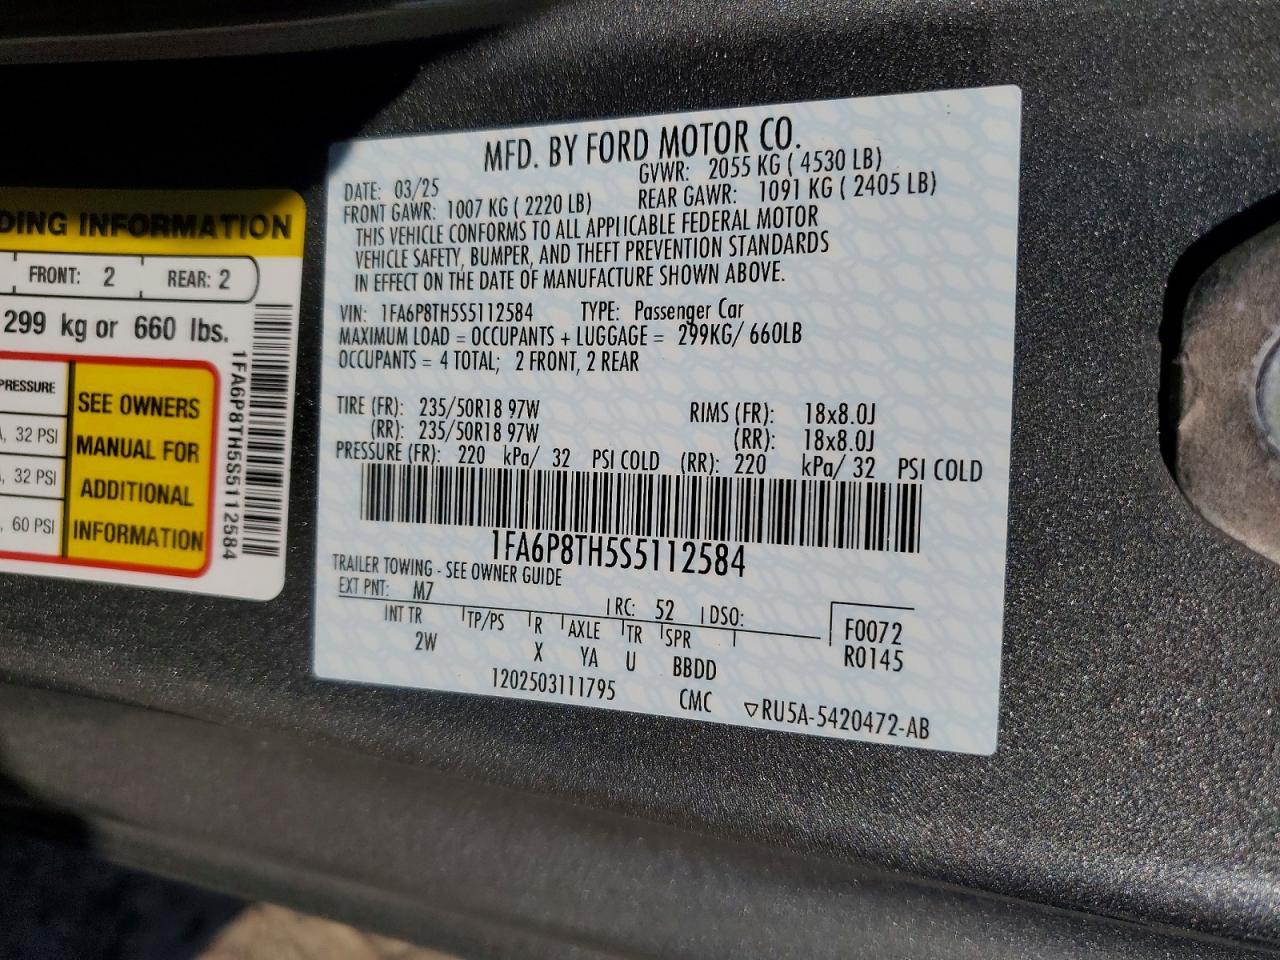 DING INFORMATION
FRONT: 2 REAR: 2
299 kg or 660 lbs.
PRESSURE
32 PSI
32 PSI
60 PSI
SEE OWNERS
MANUAL FOR
ADDITIONAL
INFORMATION
1FA6P8TH5S5112584
MFD. BY FORD MOTOR CO.
DATE: 03/25 GVWR: 2055 KG ( 4530 LB)
FRONT GAWR: 1007 KG ( 2220 LB) REAR GAWR: 1091 KG ( 2405 LB)
THIS VEHICLE CONFORMS TO ALL APPLICABLE FEDERAL MOTOR
VEHICLE SAFETY, BUMPER, AND THEFT PREVENTION STANDARDS
IN EFFECT ON THE DATE OF MANUFACTURE SHOWN ABOVE.
VIN: 1FA6P8TH5S5112584 TYPE: Passenger Car
MAXIMUM LOAD = OCCUPANTS + LUGGAGE = 299KG/ 660LB
OCCUPANTS = 4 TOTAL; 2 FRONT, 2 REAR
TIRE (FR): 235/50R18 97W RIMS (FR): 18x8.0J
(RR): 235/50R18 97W (RR): 18x8.0J
PRESSURE (FR): 220 kPa/ 32 PSI COLD (RR): 220 kPa/ 32 PSI COLD
1FA6P8TH5S5112584
TRAILER TOWING - SEE OWNER GUIDE
EXT PNT: M7 RC: 52 DSO:
INT TR TP/PS R AXLE TR SPR F0072
2W X YA U BBDD R0145
1202503111795 CMC ▽RU5A-5420472-AB